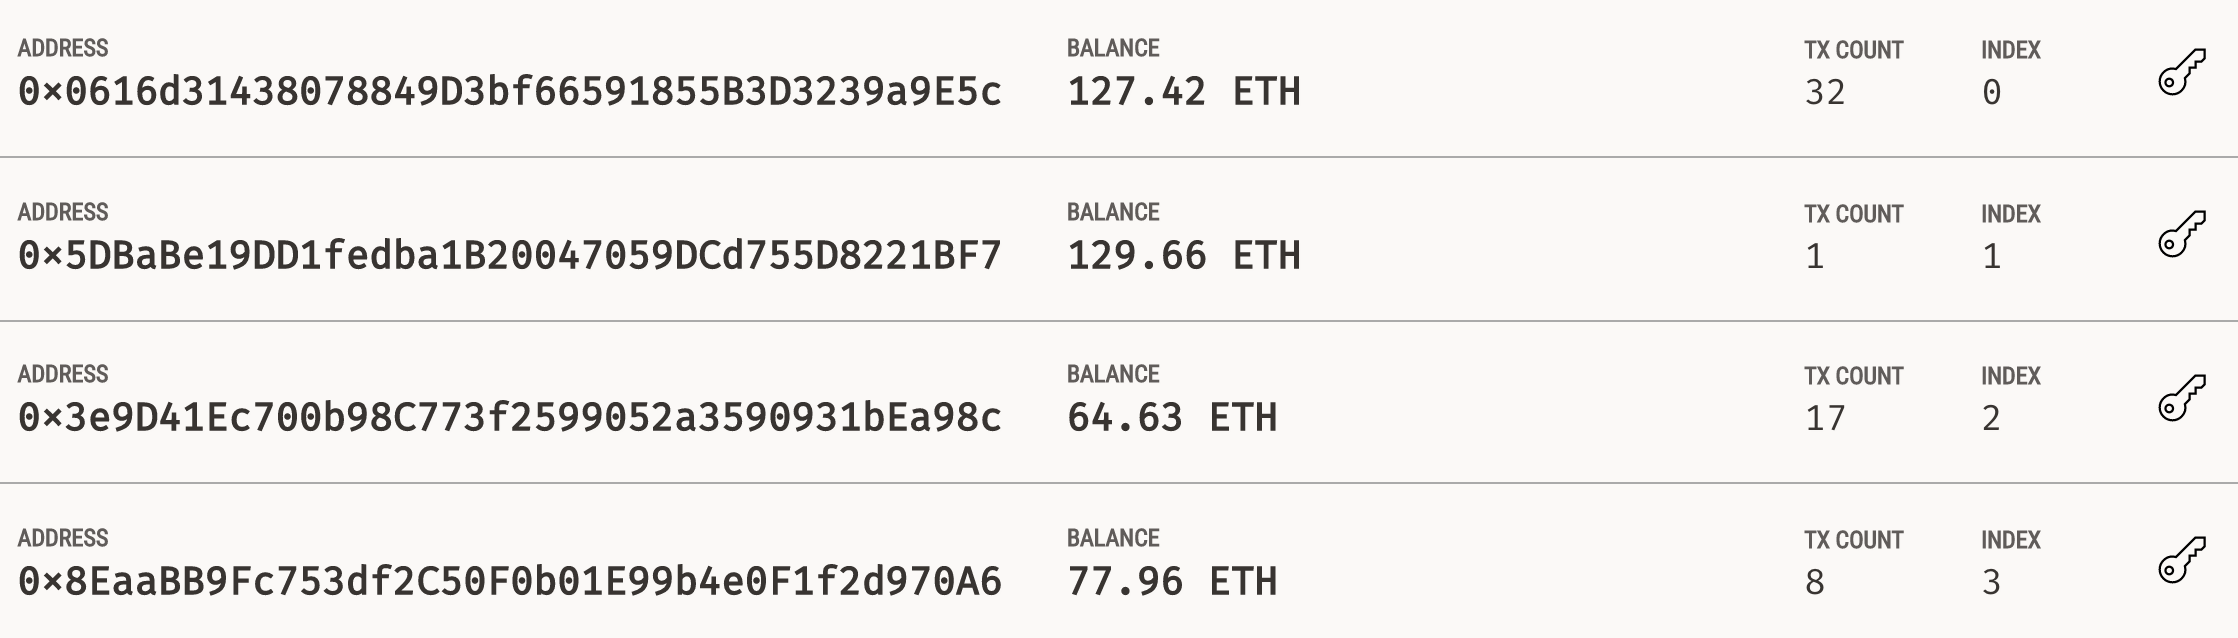 ADDRESS BALANCE TX COUNT INDEX
0x0616d31438078849D3bf66591855B3D3239a9E5c 127.42 ETH 32 0
ADDRESS BALANCE TX COUNT INDEX
0x5DBaBe19DD1fedba1B20047059DCd755D8221BF7 129.66 ETH 1 1
ADDRESS BALANCE TX COUNT INDEX
0x3e9D41Ec700b98C773f2599052a3590931bEa98c 64.63 ETH 17 2
ADDRESS BALANCE TX COUNT INDEX
0x8EaaBB9Fc753df2C50F0b01E99b4e0F1f2d970A6 77.96 ETH 8 3